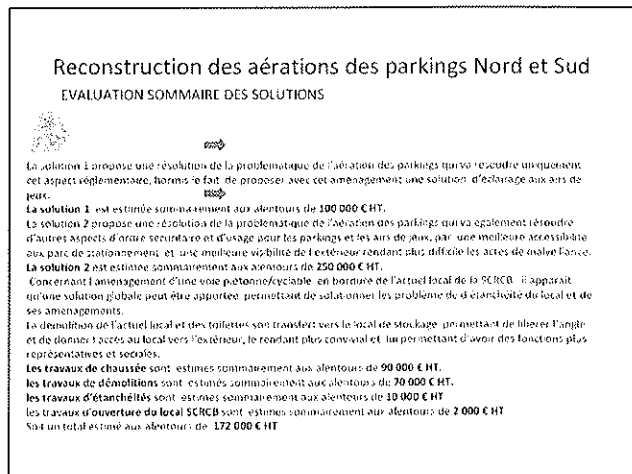 Reconstruction des aérations des parkings Nord et Sud
EVALUATION SOMMAIRE DES SOLUTIONS
La solution 1 propose une résolution de la problématique de l'aération des parkings qui va résoudre uniquement
cet aspect réglementaire, hormis le fait de proposer avec cet aménagement une solution d'éclairage aux airs de
jeux.
La solution 1 est estimée sommairement aux alentours de 100 000 € HT.
La solution 2 propose une résolution de la problématique de l'aération des parkings qui va également résoudre
d'autres aspects d'ordre sécuritaire et d'usage pour les parkings et les airs de jeux, par une meilleure accessibilité
aux parc de stationnement et une meilleure visibilité de l'extérieur rendant plus difficile les actes de malveillance.
La solution 2 est estimée sommairement aux alentours de 250 000 € HT.
Concernant l'aménagement d'une voie piétonne/cyclable en bordure de l'actuel local de la SCRCB il apparait
qu'une solution globale peut être apportée permettant de solutionner les problème de d'étanchéité du local et de
ses aménagements.
La démolition de l'actuel local et des toilettes son transfert vers le local de stockage permettant de libérer l'angle
et de donner l'accès au local vers l'extérieur, le rendant plus convivial et lui permettant d'avoir des fonctions plus
représentatives et sociales.
Les travaux de chaussée sont estimés sommairement aux alentours de 90 000 € HT.
les travaux de démolitions sont estimés sommairement aux alentours de 70 000 € HT.
les travaux d'étanchéités sont estimés sommairement aux alentours de 10 000 € HT
les travaux d'ouverture du local SCRCB sont estimés sommairement aux alentours de 2 000 € HT
Soit un total estimé aux alentours de 172 000 € HT